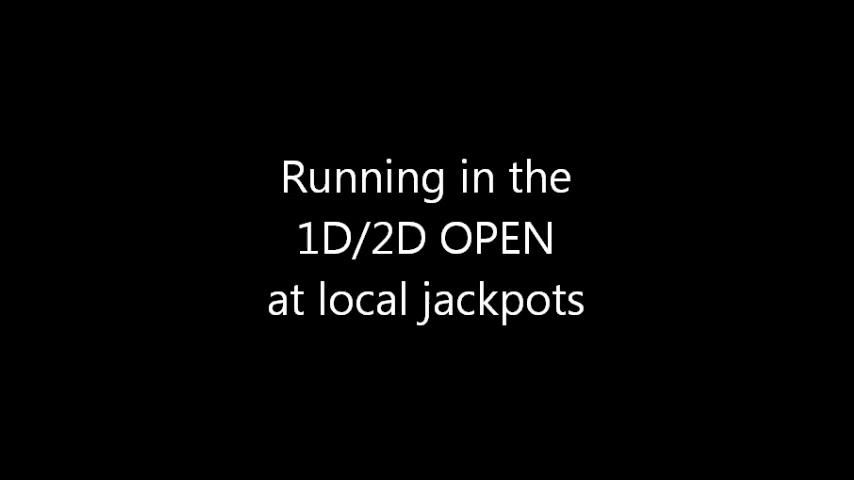 Running in the
1D/2D OPEN
at local jackpots